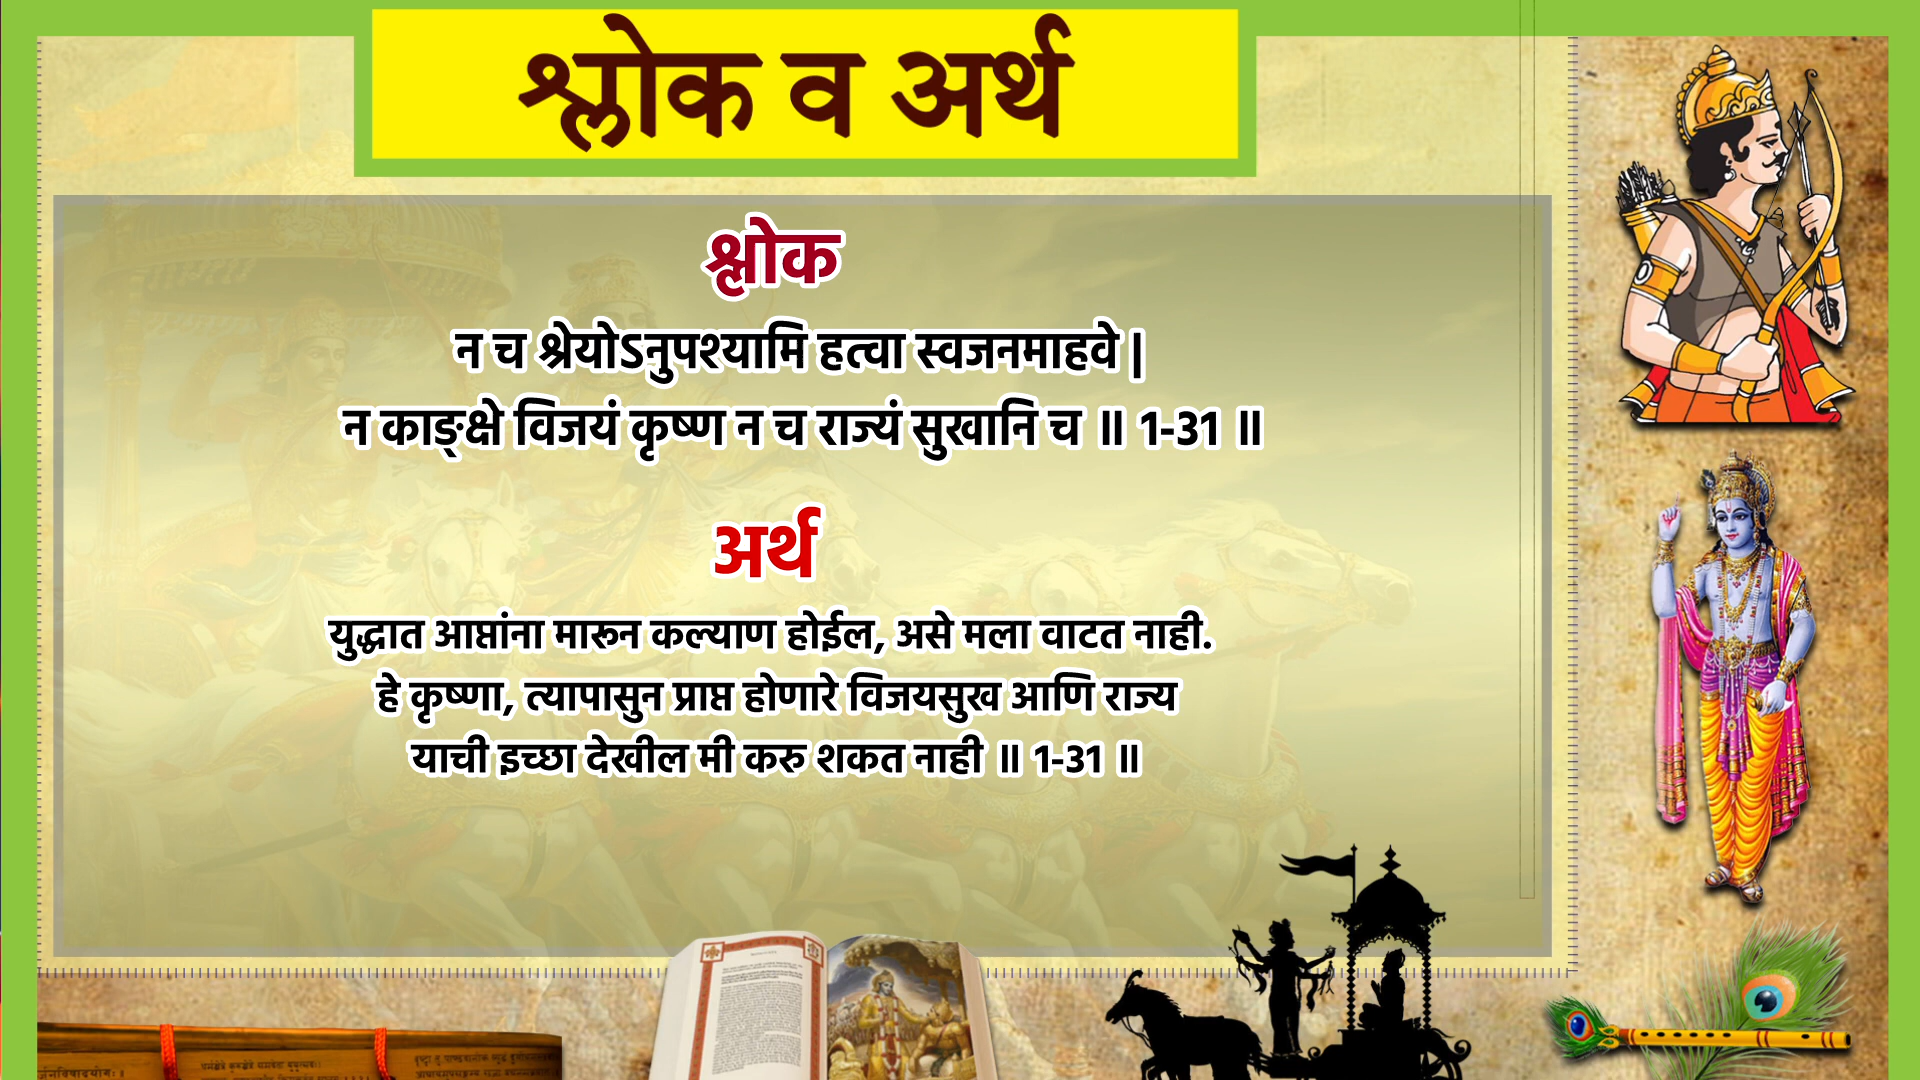 श्लोक व अर्थ
श्लोक
न च श्रेयोऽनुपश्यामि हत्वा स्वजनमाहवे |
न काङ्क्षे विजयं कृष्ण न च राज्यं सुखानि च ॥ 1-31 ॥
अर्थ
युद्धात आप्तांना मारून कल्याण होईल, असे मला वाटत नाही.
हे कृष्णा, त्यापासुन प्राप्त होणारे विजयसुख आणि राज्य
याची इच्छा देखील मी करु शकत नाही ॥ 1-31 ॥